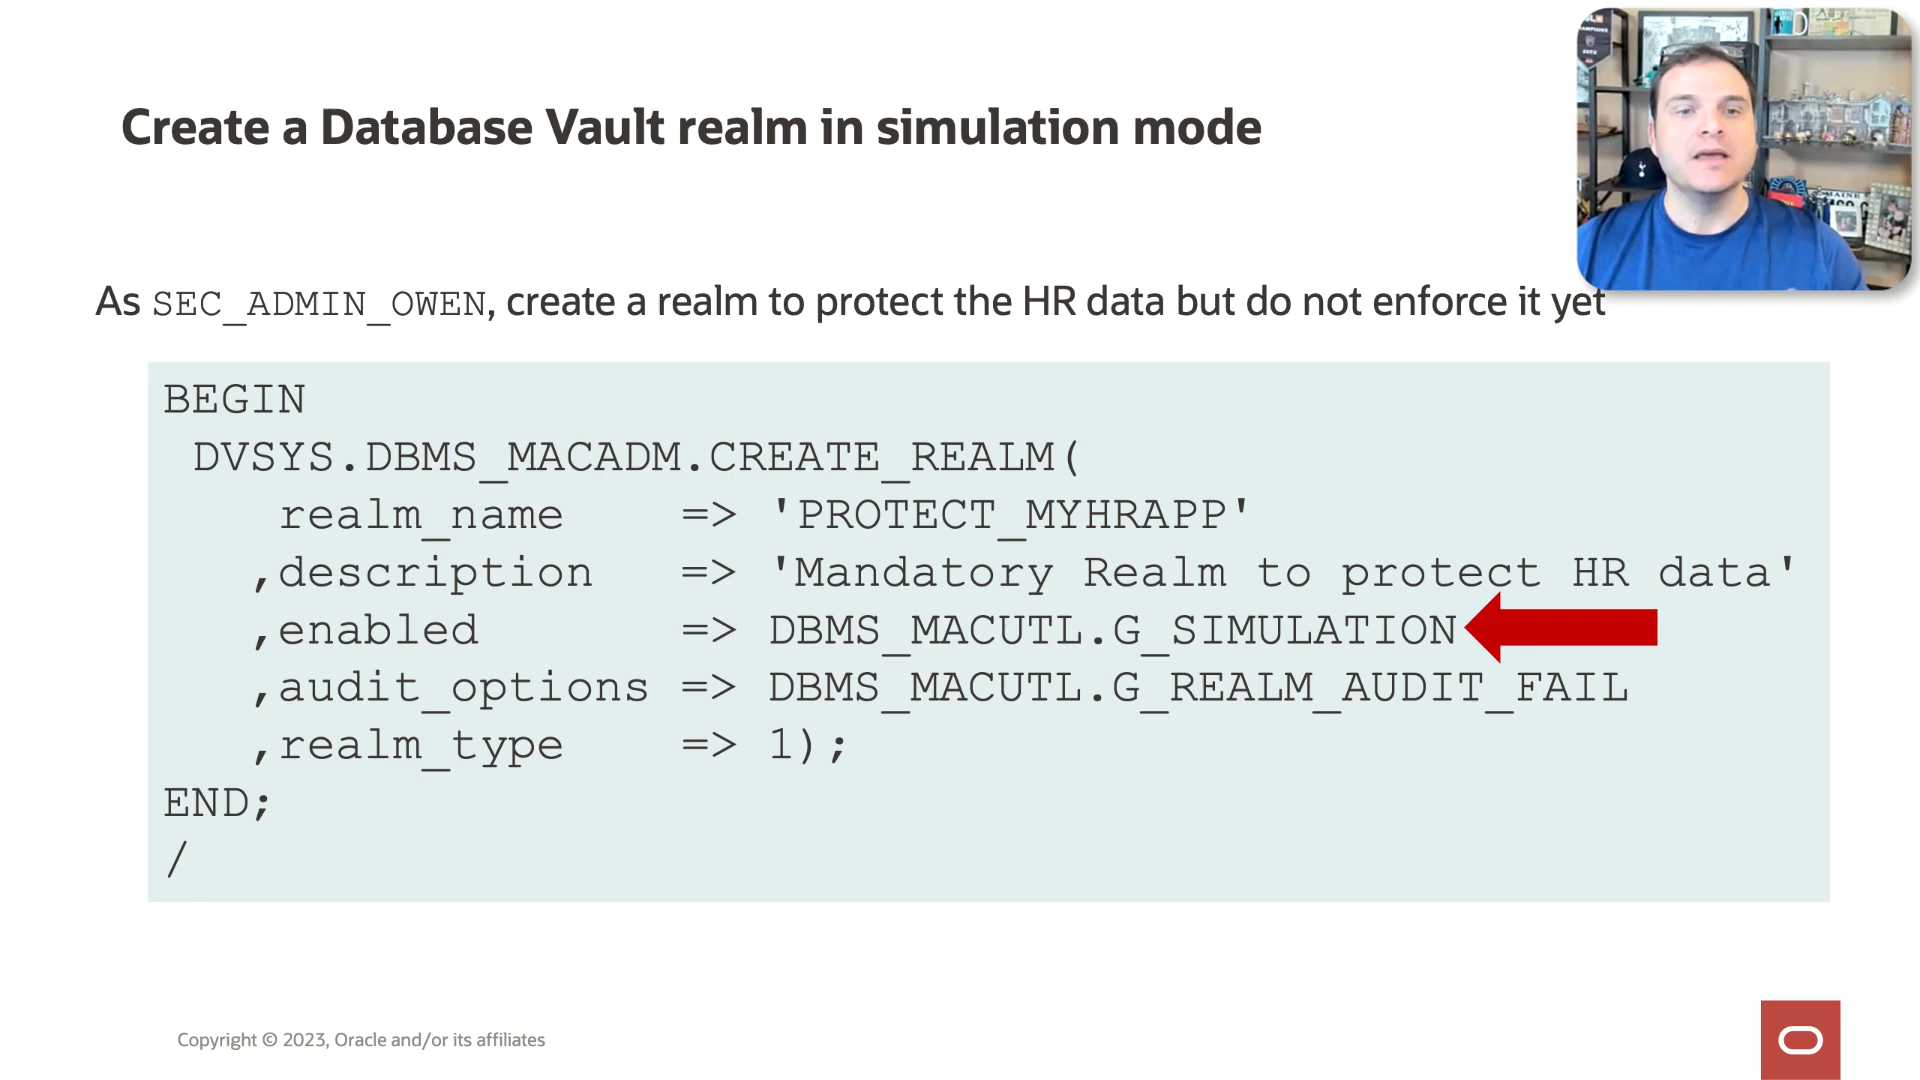 Create a Database Vault realm in simulation mode
As SEC_ADMIN_OWEN, create a realm to protect the HR data but do not enforce it yet
BEGIN
DVSYS.DBMS_MACADM.CREATE_REALM(
realm_name => 'PROTECT_MYHRAPP'
,description => 'Mandatory Realm to protect HR data'
,enabled => DBMS_MACUTL.G_SIMULATION
,audit_options => DBMS_MACUTL.G_REALM_AUDIT_FAIL
,realm_type => 1);
END;
/
Copyright © 2023, Oracle and/or its affiliates
MAINE